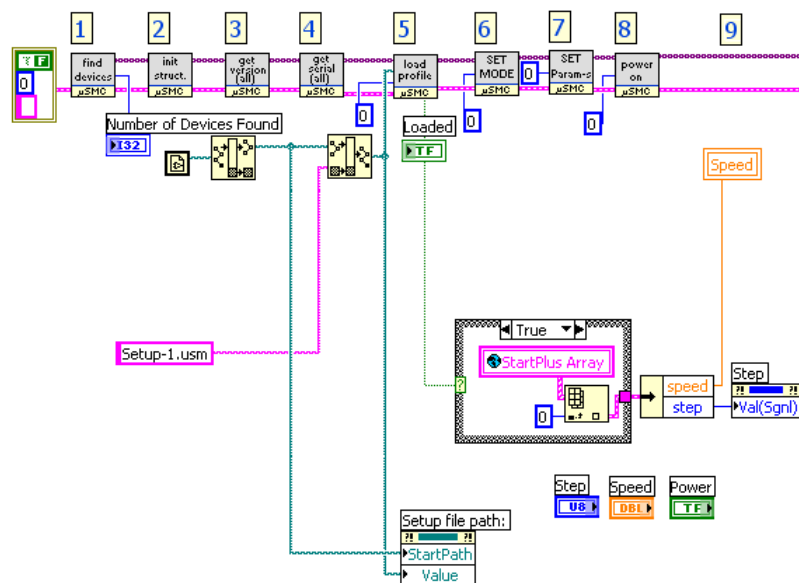 1 2 3 4 5 6 7 8 9
F
0
find devices
µSMC
init struct.
µSMC
get version (all)
µSMC
get serial (all)
µSMC
load profile
µSMC
SET MODE
µSMC
SET Param-s
µSMC
power on
µSMC
0
0
0
0
Number of Devices Found
I32
Loaded
TF
Speed
Setup-1.usm
True
StartPlus Array
?
0
speed
step
Step
?! ?!
Val(Sgnl)
Step
U8
Speed
DBL
Power
TF
Setup file path:
?! ?!
StartPath
Value